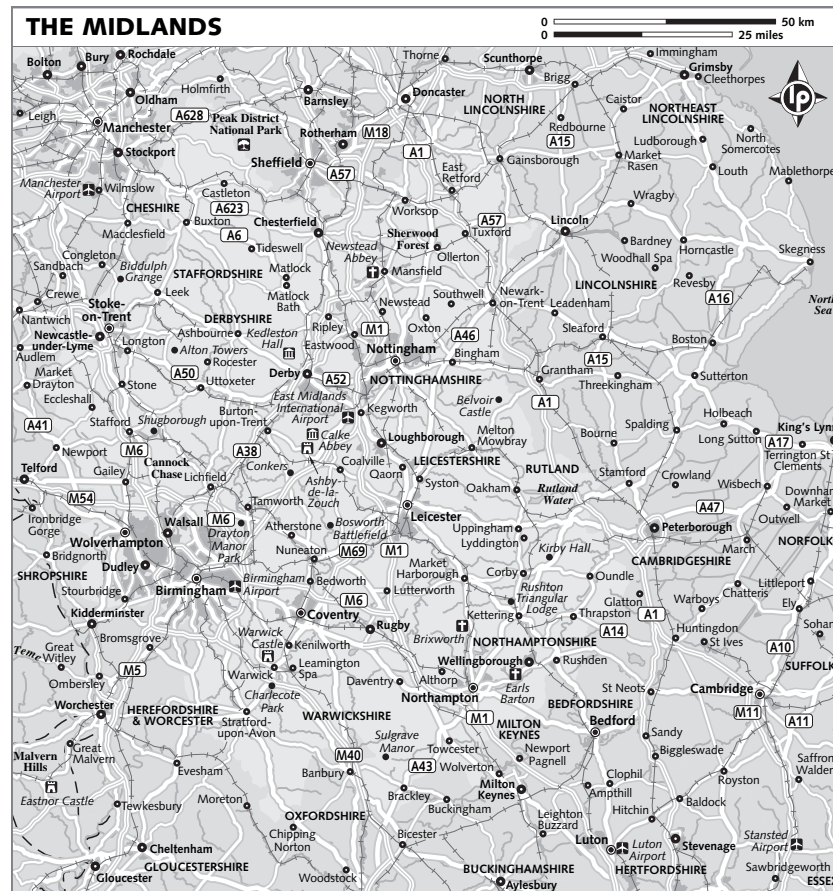 THE MIDLANDS
0 50 km
0 25 miles
lp
Bolton
Bury
Rochdale
Thorne
Scunthorpe
Immingham
Grimsby
Cleethorpes
Holmfirth
Brigg
Oldham
Barnsley
Doncaster
NORTH
LINCOLNSHIRE
Caistor
NORTHEAST
LINCOLNSHIRE
Leigh
A628
Manchester
Peak District
National Park
Rotherham
M18
Redbourne
A15
Ludborough
North
Somercotes
Stockport
Sheffield
A1
East
Retford
Gainsborough
Market
Rasen
Louth
Mablethorpe
A57
Manchester
Airport
Wilmslow
Castleton
Wragby
CHESHIRE
A623
Buxton
Worksop
A57
Lincoln
Macclesfield
A6
Chesterfield
Sherwood
Forest
Tuxford
Bardney
Horncastle
Tideswell
Newstead
Abbey
Ollerton
Woodhall Spa
Skegness
Congleton
Sandbach
Biddulph
Grange
STAFFORDSHIRE
Matlock
Mansfield
LINCOLNSHIRE
Revesby
Crewe
Leek
Matlock
Bath
Newstead
Southwell
Newark-
on-Trent
Leadenham
A16
North
Sea
Nantwich
Stoke-
on-Trent
DERBYSHIRE
Ripley
M1
Oxton
A46
Sleaford
Boston
Newcastle-
under-Lyme
Ashbourne
Kedleston
Hall
Eastwood
Nottingham
Bingham
A15
Audlem
Longton
Alton Towers
Rocester
Market
Drayton
Stone
A50
Uttoxeter
Derby
A52
NOTTINGHAMSHIRE
Grantham
Threekingham
Sutterton
Eccleshall
East Midlands
International
Airport
Kegworth
Belvoir
Castle
A1
Holbeach
King's Lynn
A41
Stafford
Shugborough
Burton-
upon-Trent
Calke
Abbey
Loughborough
Melton
Mowbray
Bourne
Spalding
Long Sutton
A17
Terrington St
Clements
Newport
M6
A38
Coalville
LEICESTERSHIRE
RUTLAND
Telford
Gailey
Cannock
Chase
Lichfield
Conkers
Qaorn
Syston
Oakham
Rutland
Water
Stamford
Crowland
Wisbech
Downham
Market
M54
Ashby-
de-la-
Zouch
Tamworth
A47
Outwell
Ironbridge
Gorge
Walsall
M6
Drayton
Manor
Park
Atherstone
Bosworth
Battlefield
Leicester
Uppingham
Lyddington
Peterborough
Wolverhampton
Nuneaton
M69
M1
Kirby Hall
March
NORFOLK
Bridgnorth
Dudley
Market
Harborough
Corby
CAMBRIDGESHIRE
SHROPSHIRE
Birmingham
Birmingham
Airport
Bedworth
Oundle
Chatteris
Littleport
Stourbridge
M6
Lutterworth
Rushton
Triangular
Lodge
Glatton
Warboys
Ely
Kidderminster
Coventry
Kettering
Thrapston
A1
Bromsgrove
Warwick
Castle
Kenilworth
Rugby
Brixworth
NORTHAMPTONSHIRE
A14
Huntingdon
St Ives
A10
Soham
Teme
Great
Witley
M5
Leamington
Spa
Wellingborough
Rushden
SUFFOLK
Ombersley
Warwick
Charlecote
Park
Daventry
Althorp
Earls
Barton
St Neots
Cambridge
Worchester
HEREFORDSHIRE
& WORCESTER
Northampton
BEDFORDSHIRE
M11
Stratford-
upon-Avon
WARWICKSHIRE
M1
MILTON
KEYNES
Bedford
A11
Malvern
Hills
Great
Malvern
Sulgrave
Manor
Towcester
Newport
Pagnell
Sandy
Biggleswade
M40
A43
Wolverton
Saffron
Walden
Evesham
Banbury
Clophill
Royston
Eastnor Castle
Milton
Keynes
Ampthill
Tewkesbury
Moreton
Brackley
Buckingham
Baldock
Hitchin
OXFORDSHIRE
Leighton
Buzzard
Chipping
Norton
Bicester
Luton
Luton
Airport
Stevenage
Stansted
Airport
Cheltenham
GLOUCESTERSHIRE
Woodstock
BUCKINGHAMSHIRE
HERTFORDSHIRE
Sawbridgeworth
Gloucester
Aylesbury
ESSE